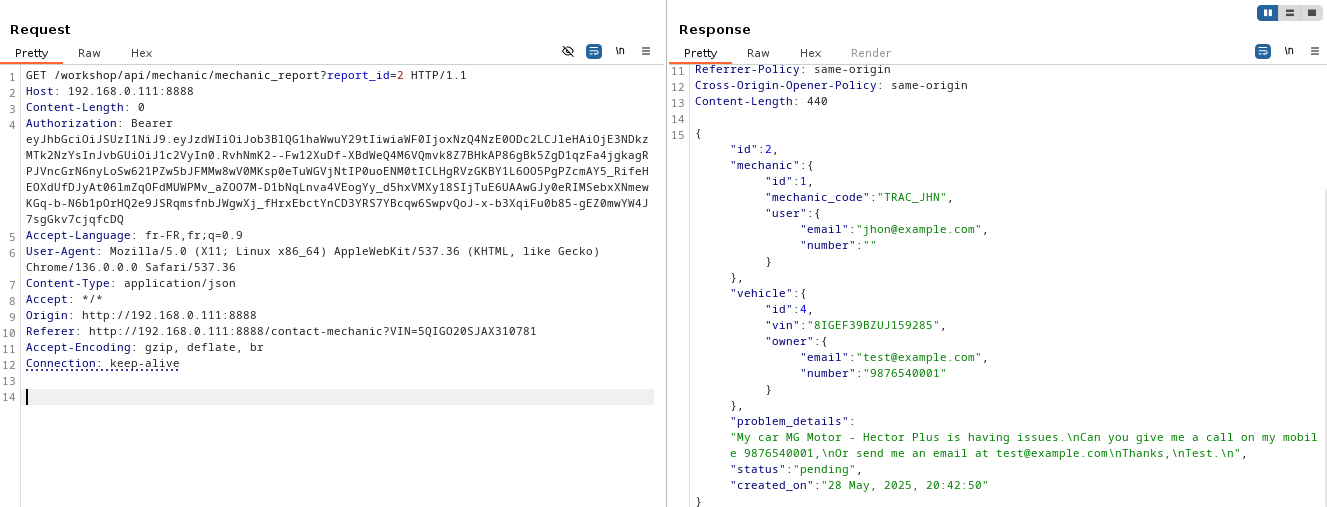 Request
Pretty Raw Hex
\n
1 GET /workshop/api/mechanic/mechanic_report?report_id=2 HTTP/1.1
2 Host: 192.168.0.111:8888
3 Content-Length: 0
4 Authorization: Bearer
eyJhbGciOiJSUzI1NiJ9.eyJzdWIiOiJob3BlQG1haWwuY29tIiwiaWF0IjoxNzQ4NzE0ODc2LCJleHAiOjE3NDkz
MTk2NzYsInJvbGUiOiJ1c2VyIn0.RvhNmK2--Fw12XuDf-XBdWeQ4M6VQmvk8Z7BHkAP86gBk5ZgD1qzFa4jgkagR
PJVncGrN6nyLoSw621PZw5bJFMMw8wV0MKsp0eTuWGVjNtIP0uoENM0tICLHgRVzGKBY1L6OO5PgPZcmAY5_RifeH
EOXdUfDJyAt06lmZqOFdMUWPMv_aZOO7M-D1bNqLnva4VEogYy_d5hxVMXy18SIjTuE6UAAwGJy0eRIMSebxXNmew
KGq-b-N6b1pOrHQ2e9JSRqmsfnbJWgwXj_fHrxEbctYnCD3YRS7YBcqw6SwpvQoJ-x-b3XqiFu0b85-gEZ0mwYW4J
7sgGkv7cjqfcDQ
5 Accept-Language: fr-FR,fr;q=0.9
6 User-Agent: Mozilla/5.0 (X11; Linux x86_64) AppleWebKit/537.36 (KHTML, like Gecko)
Chrome/136.0.0.0 Safari/537.36
7 Content-Type: application/json
8 Accept: */*
9 Origin: http://192.168.0.111:8888
10 Referer: http://192.168.0.111:8888/contact-mechanic?VIN=5QIGO20SJAX310781
11 Accept-Encoding: gzip, deflate, br
12 Connection: keep-alive
13
14
Response
Pretty Raw Hex Render
\n
11 Referrer-Policy: same-origin
12 Cross-Origin-Opener-Policy: same-origin
13 Content-Length: 440
14
15 {
"id":2,
"mechanic":{
"id":1,
"mechanic_code":"TRAC_JHN",
"user":{
"email":"jhon@example.com",
"number":""
}
},
"vehicle":{
"id":4,
"vin":"8IGEF39BZUJ159285",
"owner":{
"email":"test@example.com",
"number":"9876540001"
}
},
"problem_details":
"My car MG Motor - Hector Plus is having issues.\nCan you give me a call on my mobil
e 9876540001,\nOr send me an email at test@example.com\nThanks,\nTest.\n",
"status":"pending",
"created_on":"28 May, 2025, 20:42:50"
}